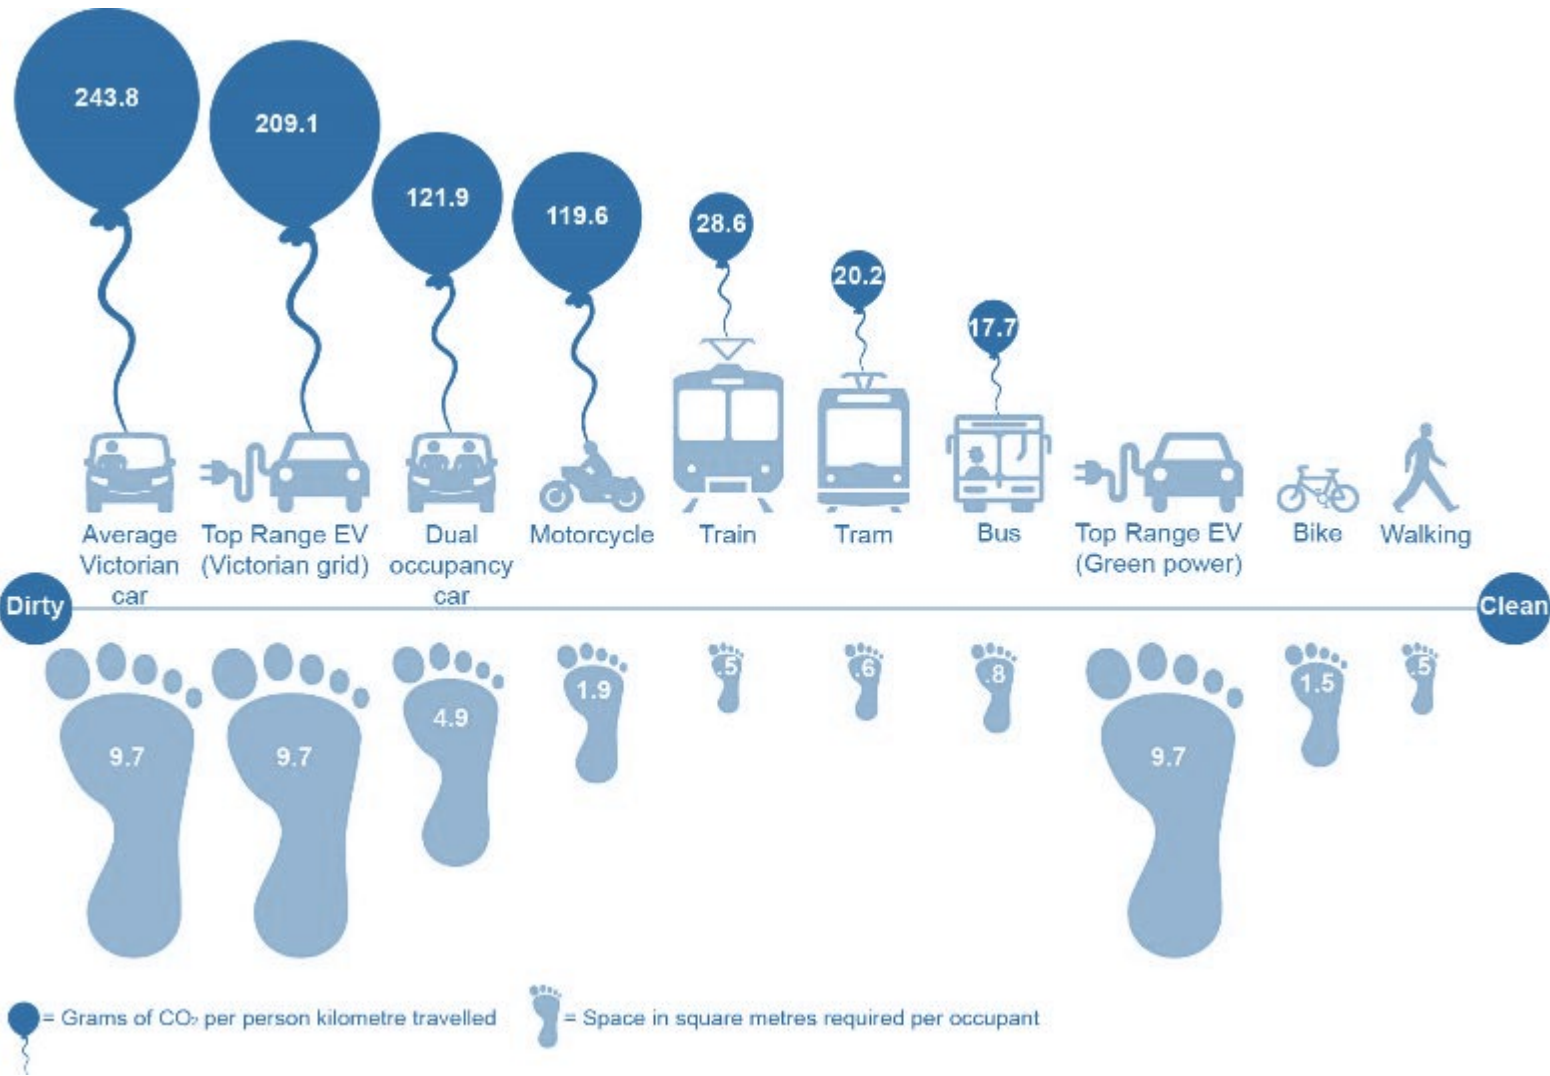 243.8
209.1
121.9
119.6
28.6
20.2
17.7
Average
Victorian
car
Top Range EV
(Victorian grid)
Dual
occupancy
car
Motorcycle
Train
Tram
Bus
Top Range EV
(Green power)
Bike
Walking
Dirty
Clean
9.7
9.7
4.9
1.9
.5
.6
.8
9.7
1.5
.5
= Grams of CO₂ per person kilometre travelled
= Space in square metres required per occupant